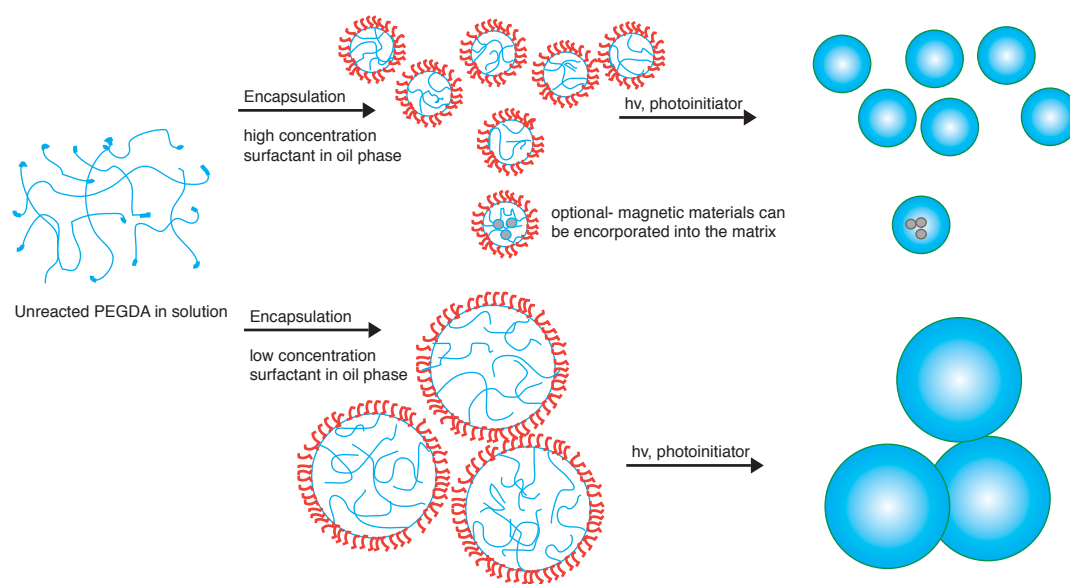 Encapsulation
high concentration
surfactant in oil phase
hv, photoinitiator
optional- magnetic materials can
be encorporated into the matrix
Unreacted PEGDA in solution
Encapsulation
low concentration
surfactant in oil phase
hv, photoinitiator